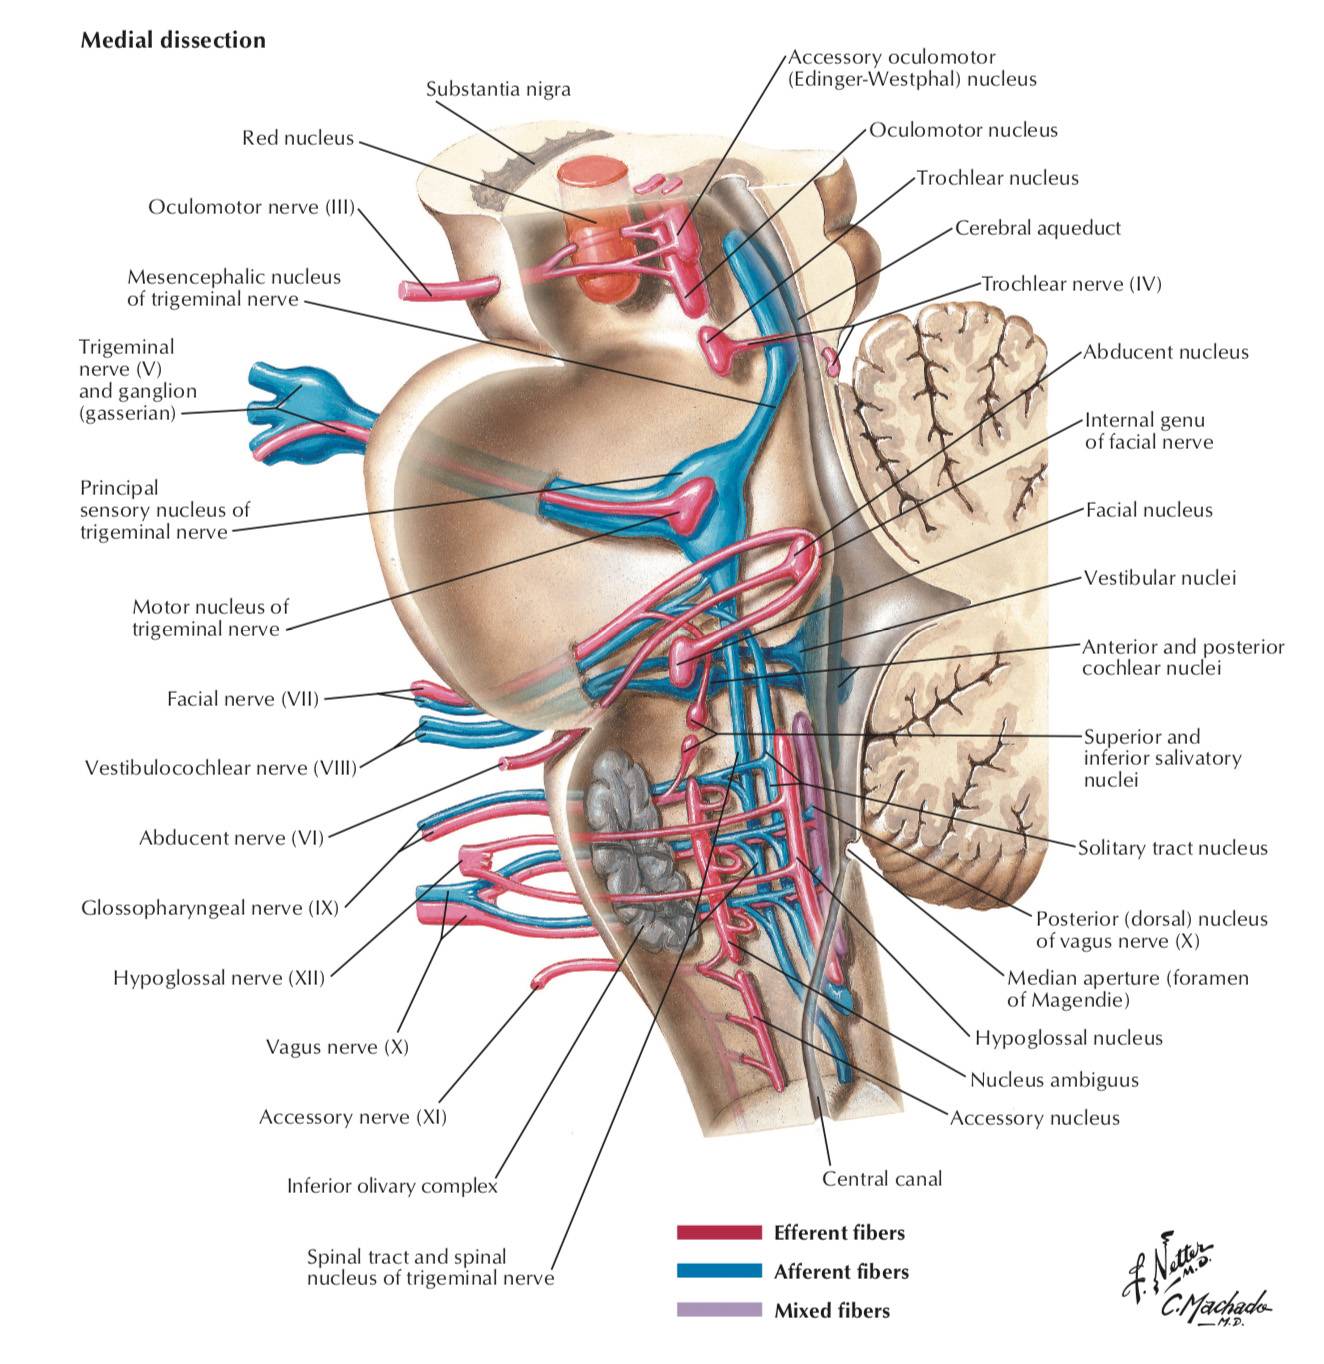 Medial dissection
Substantia nigra
Red nucleus
Oculomotor nerve (III)
Mesencephalic nucleus
of trigeminal nerve
Trigeminal
nerve (V)
and ganglion
(gasserian)
Principal
sensory nucleus of
trigeminal nerve
Motor nucleus of
trigeminal nerve
Facial nerve (VII)
Vestibulocochlear nerve (VIII)
Abducent nerve (VI)
Glossopharyngeal nerve (IX)
Hypoglossal nerve (XII)
Vagus nerve (X)
Accessory nerve (XI)
Inferior olivary complex
Spinal tract and spinal
nucleus of trigeminal nerve
Accessory oculomotor
(Edinger-Westphal) nucleus
Oculomotor nucleus
Trochlear nucleus
Cerebral aqueduct
Trochlear nerve (IV)
Abducent nucleus
Internal genu
of facial nerve
Facial nucleus
Vestibular nuclei
Anterior and posterior
cochlear nuclei
Superior and
inferior salivatory
nuclei
Solitary tract nucleus
Posterior (dorsal) nucleus
of vagus nerve (X)
Median aperture (foramen
of Magendie)
Hypoglossal nucleus
Nucleus ambiguus
Accessory nucleus
Central canal
Efferent fibers
Afferent fibers
Mixed fibers
F. Netter
M.D.
C. Machado
M.D.